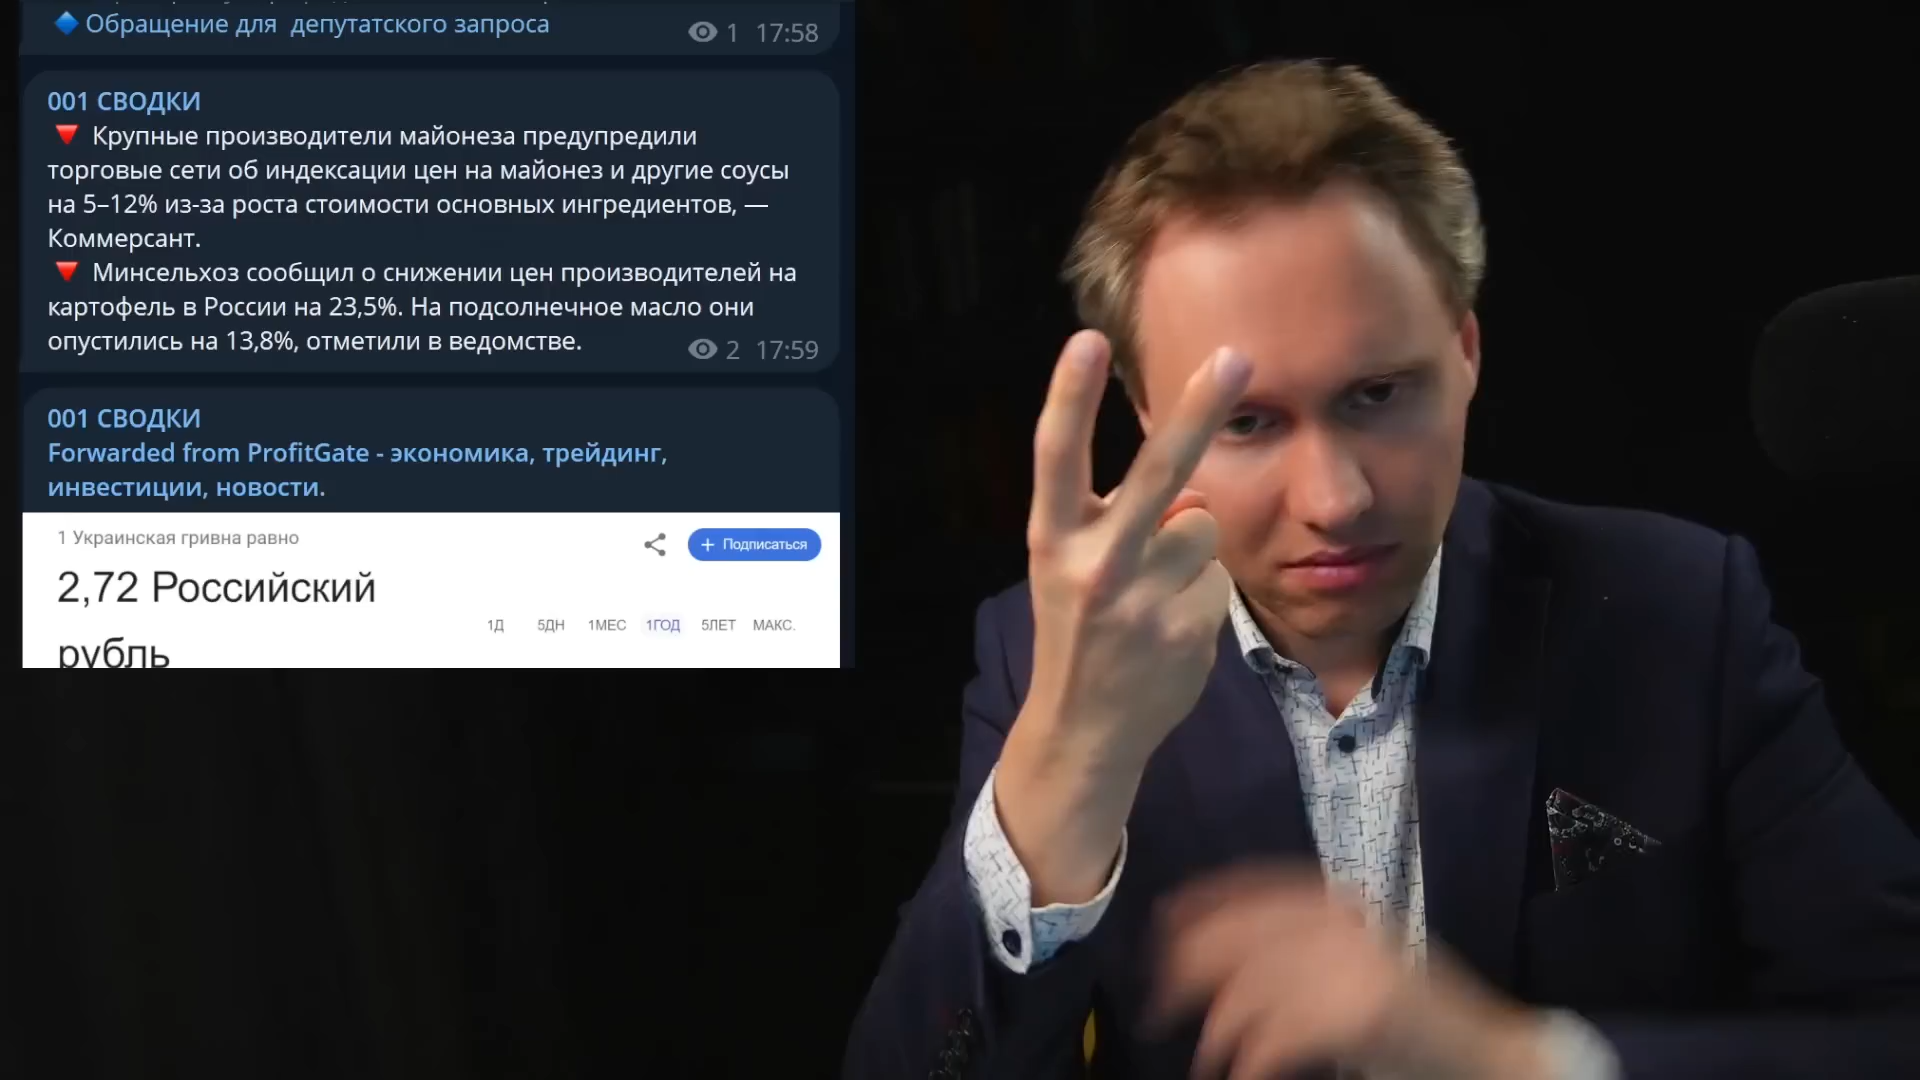 🔷 Обращение для депутатского запроса
1 17:58
001 СВОДКИ
🔻 Крупные производители майонеза предупредили
торговые сети об индексации цен на майонез и другие соусы
на 5–12% из-за роста стоимости основных ингредиентов, —
Коммерсант.
🔻 Минсельхоз сообщил о снижении цен производителей на
картофель в России на 23,5%. На подсолнечное масло они
опустились на 13,8%, отметили в ведомстве.
2 17:59
001 СВОДКИ
Forwarded from ProfitGate - экономика, трейдинг,
инвестиции, новости.
1 Украинская гривна равно
+ Подписаться
2,72 Российский
рубль
1Д 5ДН 1МЕС 1ГОД 5ЛЕТ МАКС.